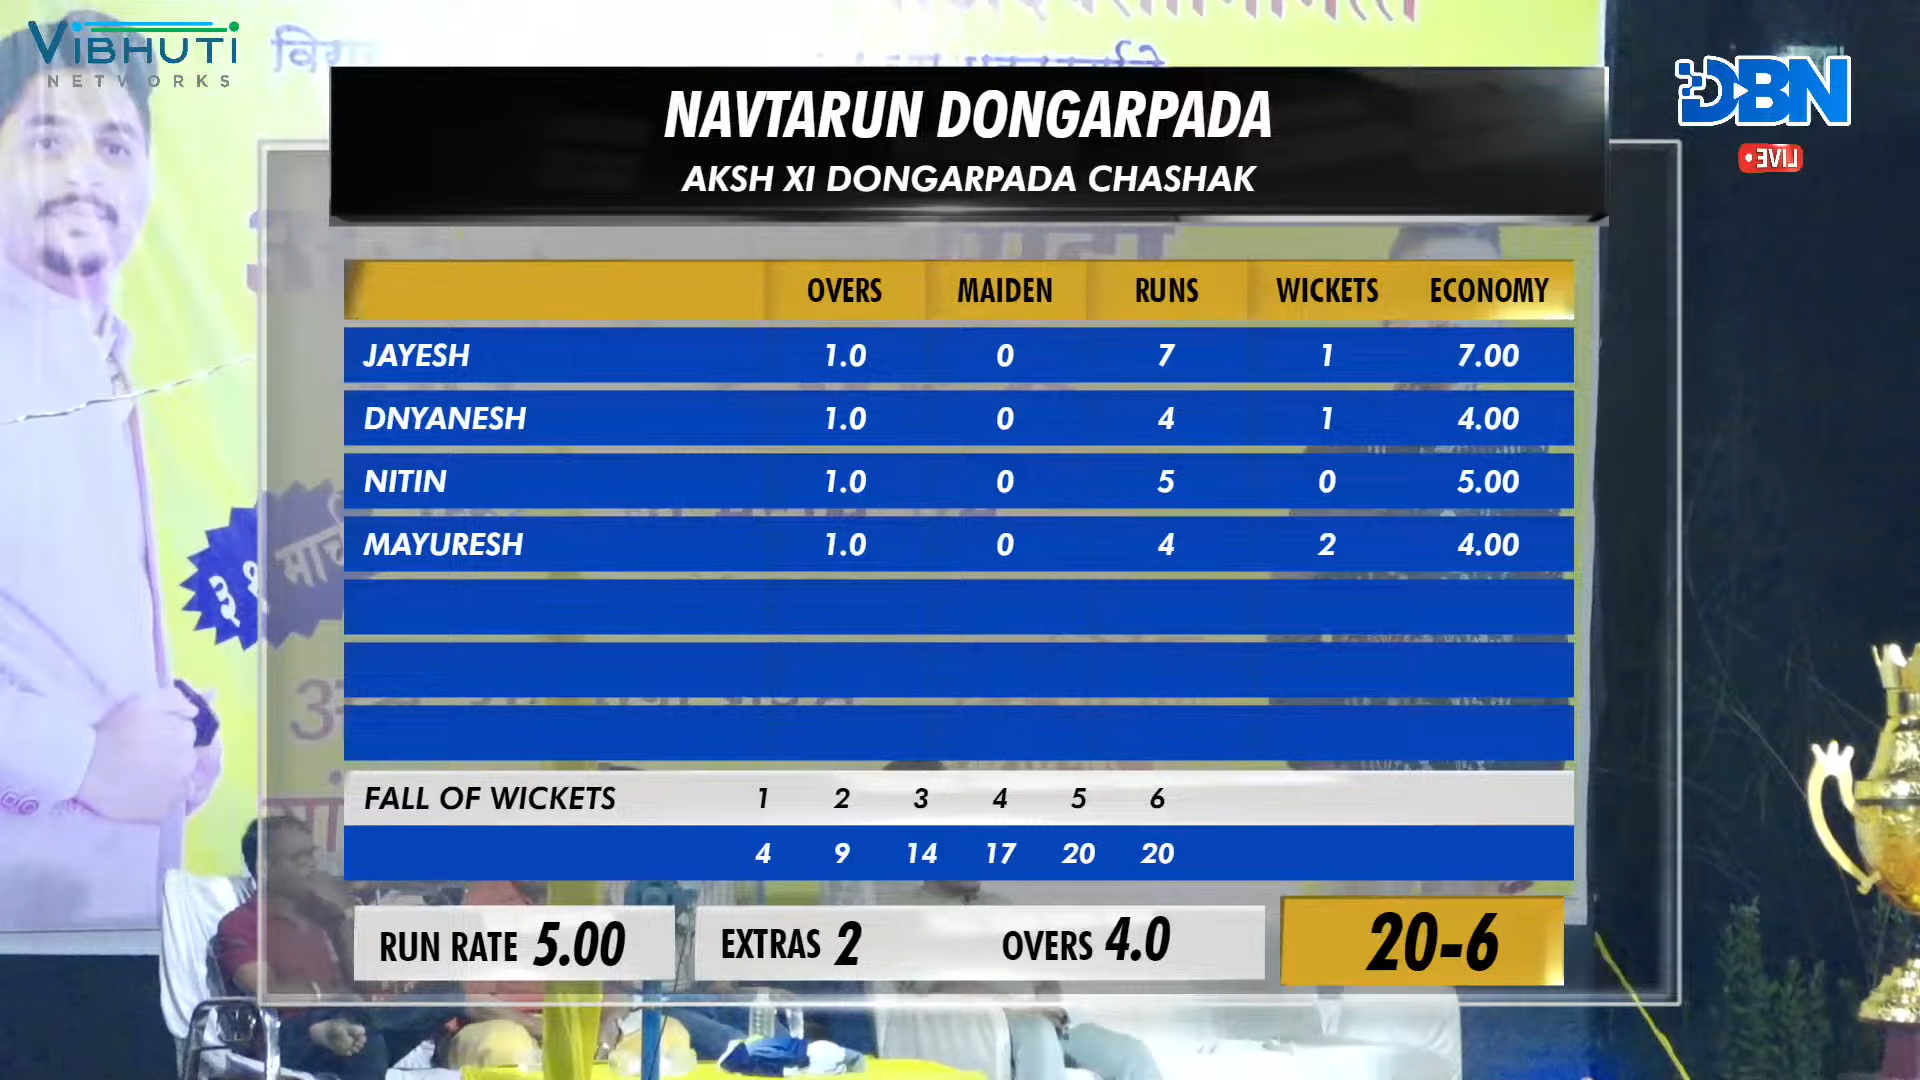 VIBHUTI
NETWORKS
DBN
LIVE
NAVTARUN DONGARPADA
AKSH XI DONGARPADA CHASHAK
OVERS MAIDEN RUNS WICKETS ECONOMY
JAYESH 1.0 0 7 1 7.00
DNYANESH 1.0 0 4 1 4.00
NITIN 1.0 0 5 0 5.00
MAYURESH 1.0 0 4 2 4.00
FALL OF WICKETS 1 2 3 4 5 6
4 9 14 17 20 20
RUN RATE 5.00 EXTRAS 2 OVERS 4.0 20-6